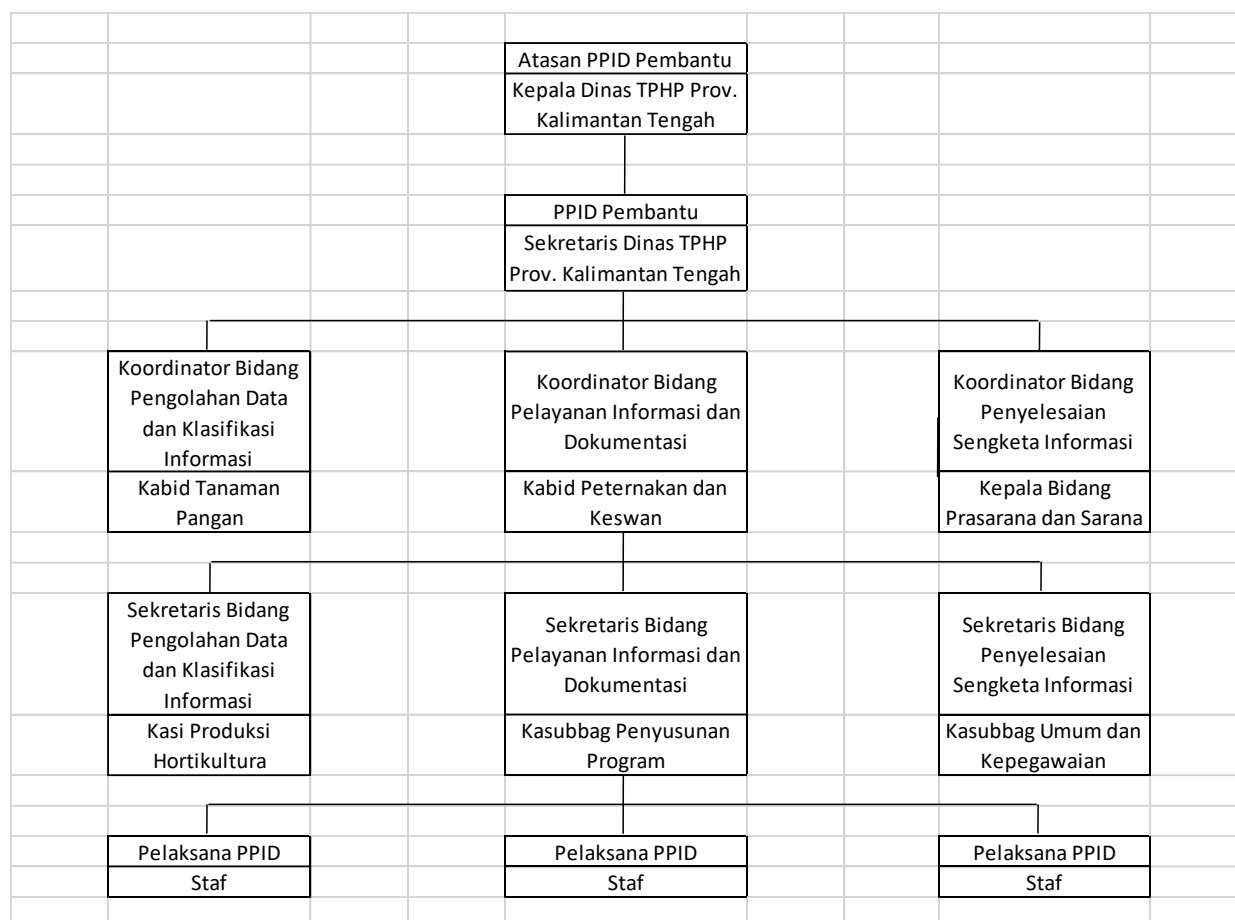 Atasan PPID Pembantu
Kepala Dinas TPHP Prov.
Kalimantan Tengah
PPID Pembantu
Sekretaris Dinas TPHP
Prov. Kalimantan Tengah
Koordinator Bidang
Pengolahan Data
dan Klasifikasi
Informasi
Kabid Tanaman
Pangan
Koordinator Bidang
Pelayanan Informasi dan
Dokumentasi
Kabid Peternakan dan
Keswan
Koordinator Bidang
Penyelesaian
Sengketa Informasi
Kepala Bidang
Prasarana dan Sarana
Sekretaris Bidang
Pengolahan Data
dan Klasifikasi
Informasi
Kasi Produksi
Hortikultura
Sekretaris Bidang
Pelayanan Informasi dan
Dokumentasi
Kasubbag Penyusunan
Program
Sekretaris Bidang
Penyelesaian
Sengketa Informasi
Kasubbag Umum dan
Kepegawaian
Pelaksana PPID
Staf
Pelaksana PPID
Staf
Pelaksana PPID
Staf